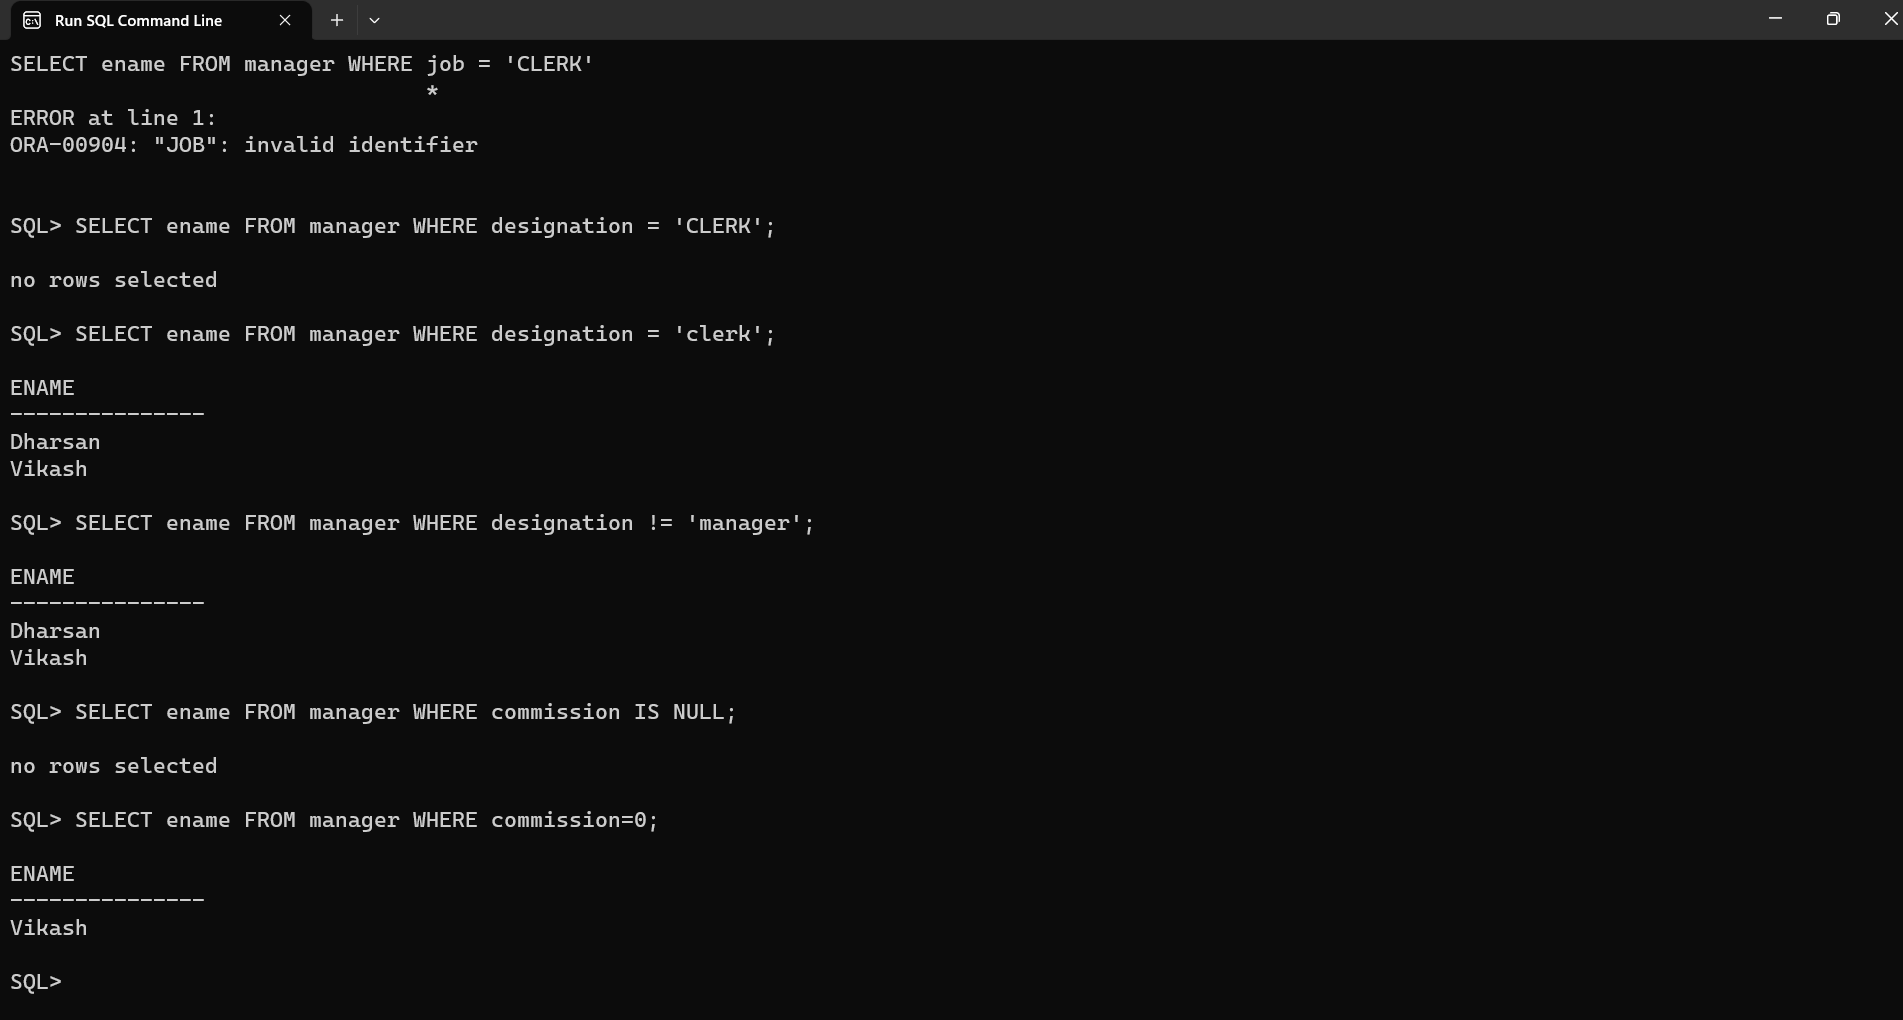 Run SQL Command Line
SELECT ename FROM manager WHERE job = 'CLERK'
*
ERROR at line 1:
ORA-00904: "JOB": invalid identifier
SQL> SELECT ename FROM manager WHERE designation = 'CLERK';
no rows selected
SQL> SELECT ename FROM manager WHERE designation = 'clerk';
ENAME
---------------
Dharsan
Vikash
SQL> SELECT ename FROM manager WHERE designation != 'manager';
ENAME
---------------
Dharsan
Vikash
SQL> SELECT ename FROM manager WHERE commission IS NULL;
no rows selected
SQL> SELECT ename FROM manager WHERE commission=0;
ENAME
---------------
Vikash
SQL>